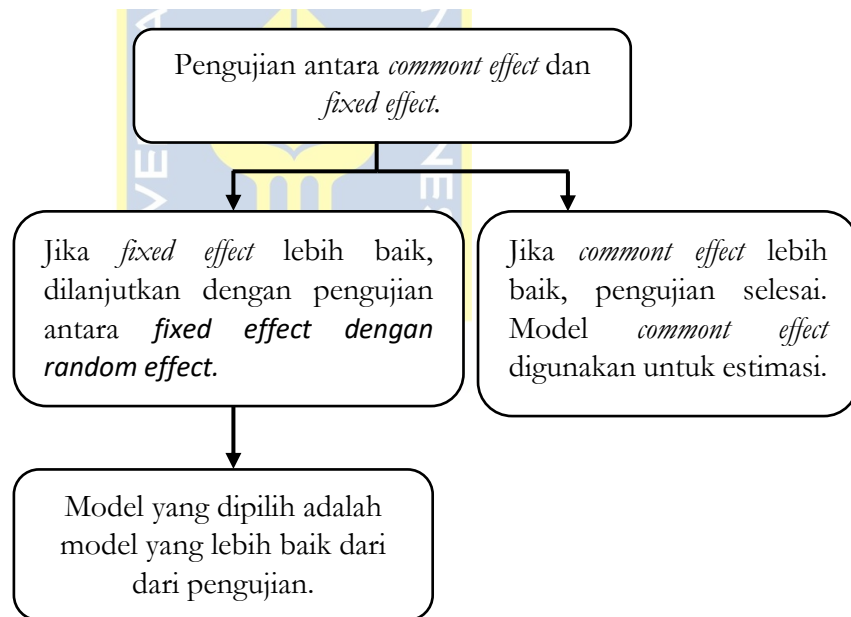 Pengujian antara commont effect dan
fixed effect.
Jika fixed effect lebih baik,
dilanjutkan dengan pengujian
antara fixed effect dengan
random effect.
Jika commont effect lebih
baik, pengujian selesai.
Model commont effect
digunakan untuk estimasi.
Model yang dipilih adalah
model yang lebih baik dari
dari pengujian.